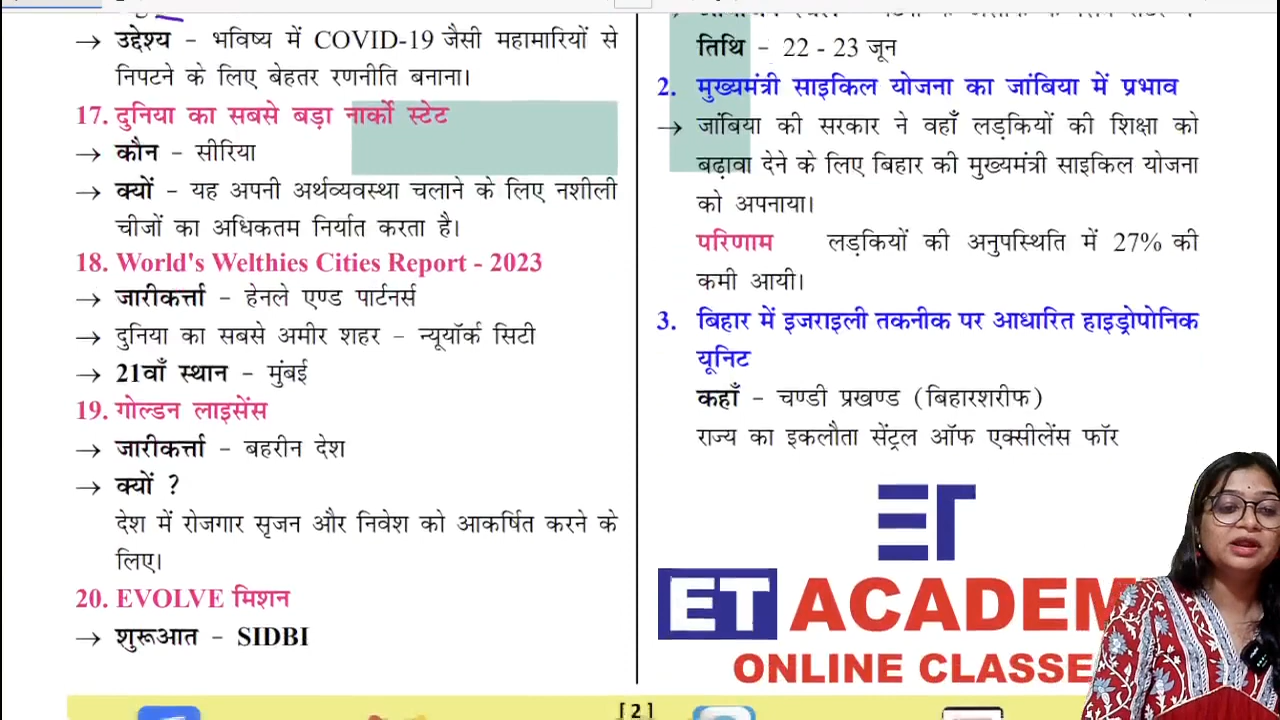 → उद्देश्य - भविष्य में COVID-19 जैसी महामारियों से
निपटने के लिए बेहतर रणनीति बनाना।
17. दुनिया का सबसे बड़ा नार्को स्टेट
→ कौन - सीरिया
→ क्यों - यह अपनी अर्थव्यवस्था चलाने के लिए नशीली
चीजों का अधिकतम निर्यात करता है।
18. World's Welthies Cities Report - 2023
→ जारीकर्त्ता - हेनले एण्ड पार्टनर्स
→ दुनिया का सबसे अमीर शहर - न्यूयॉर्क सिटी
→ 21वाँ स्थान - मुंबई
19. गोल्डन लाइसेंस
→ जारीकर्त्ता - बहरीन देश
→ क्यों ?
देश में रोजगार सृजन और निवेश को आकर्षित करने के
लिए।
20. EVOLVE मिशन
→ शुरूआत - SIDBI
तिथि - 22 - 23 जून
2. मुख्यमंत्री साइकिल योजना का जांबिया में प्रभाव
→ जांबिया की सरकार ने वहाँ लड़कियों की शिक्षा को
बढ़ावा देने के लिए बिहार की मुख्यमंत्री साइकिल योजना
को अपनाया।
परिणाम लड़कियों की अनुपस्थिति में 27% की
कमी आयी।
3. बिहार में इजराइली तकनीक पर आधारित हाइड्रोपोनिक
यूनिट
कहाँ - चण्डी प्रखण्ड (बिहारशरीफ)
राज्य का इकलौता सेंट्रल ऑफ एक्सीलेंस फॉर
ET
ET ACADEM
ONLINE CLASSE
[2]